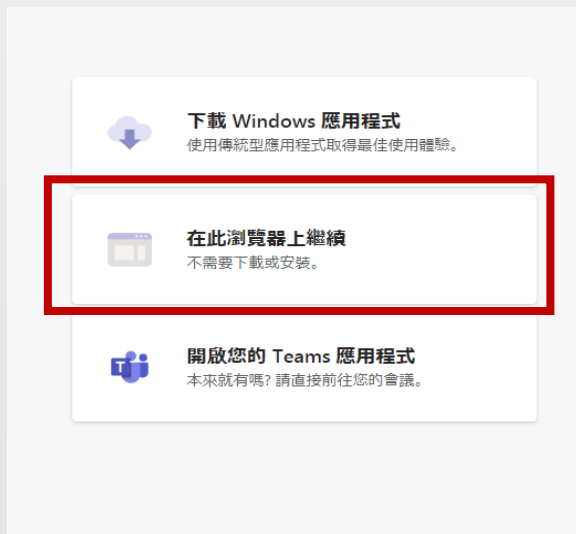 下載 Windows 應用程式
使用傳統型應用程式取得最佳使用體驗。
在此瀏覽器上繼續
不需要下載或安裝。
開啟您的 Teams 應用程式
本來就有嗎? 請直接前往您的會議。